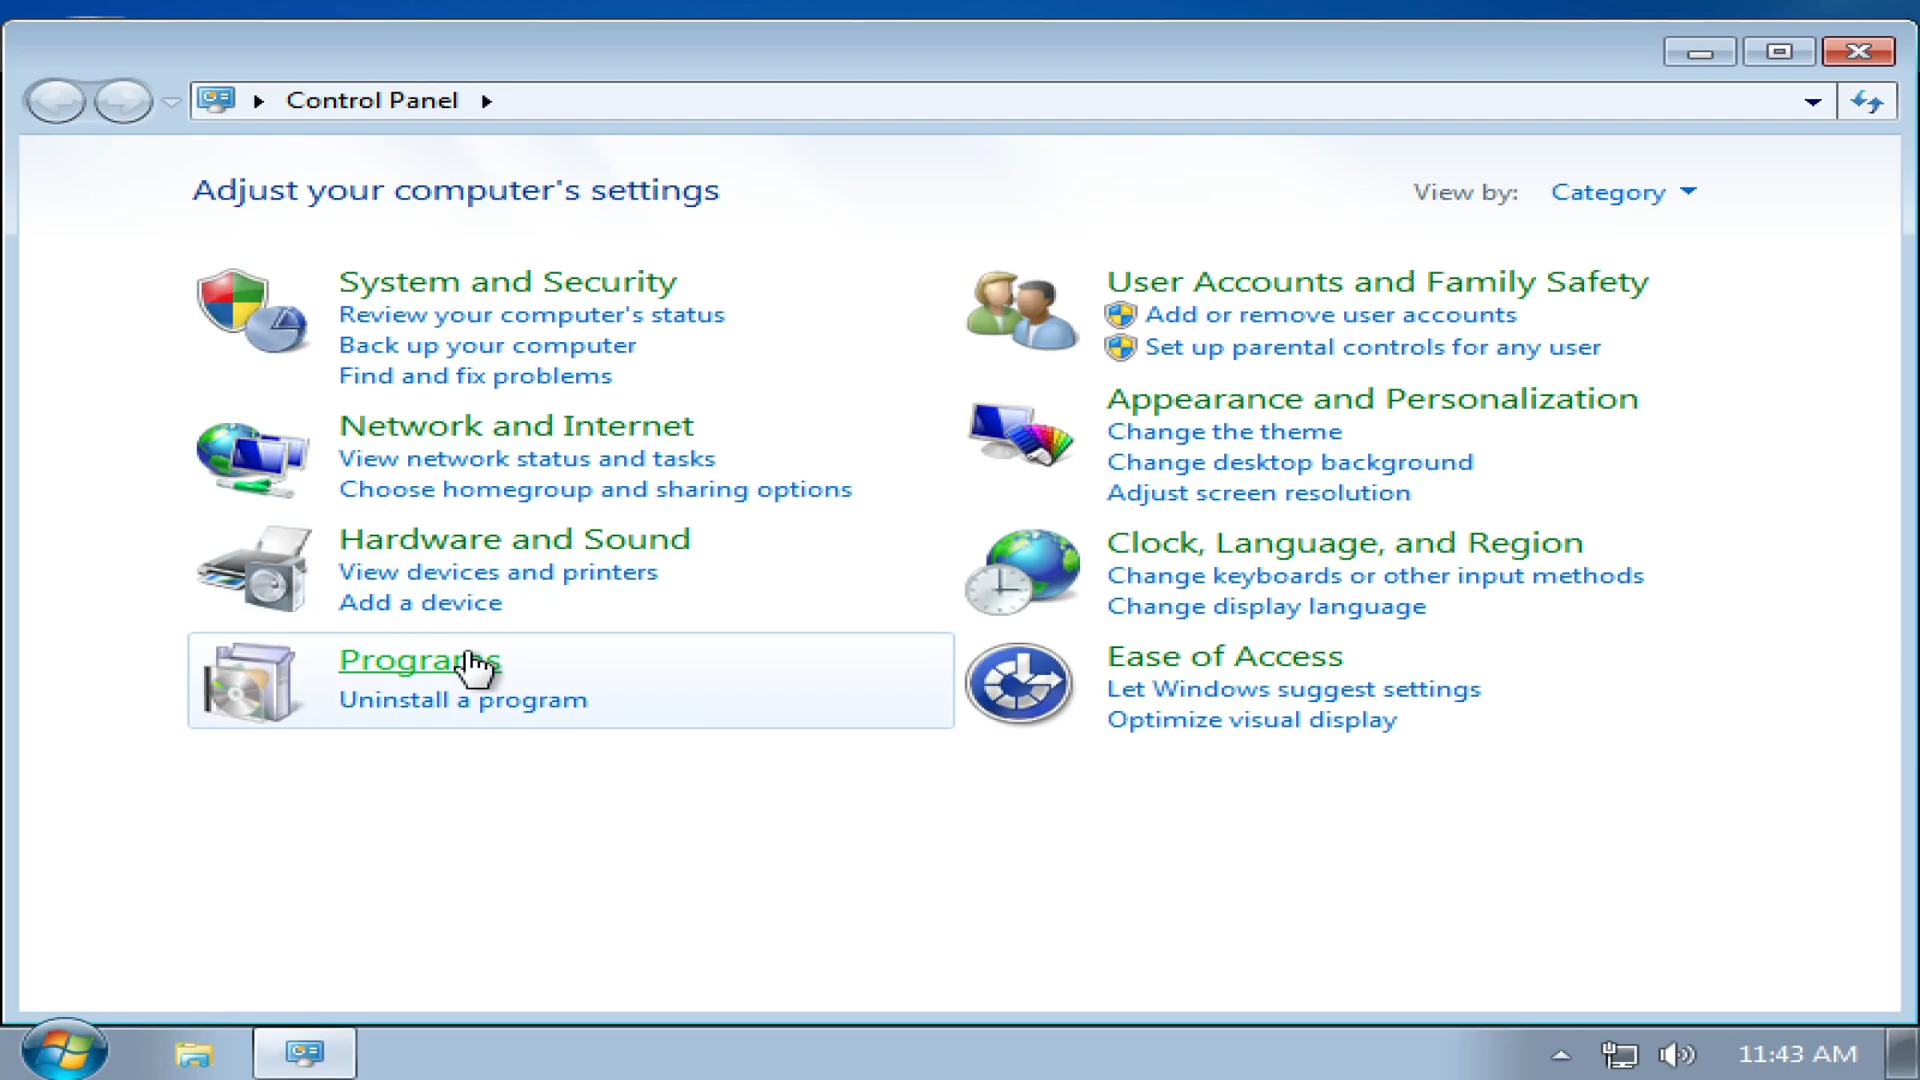 Control Panel
Adjust your computer's settings
View by: Category
System and Security
Review your computer's status
Back up your computer
Find and fix problems
Network and Internet
View network status and tasks
Choose homegroup and sharing options
Hardware and Sound
View devices and printers
Add a device
Programs
Uninstall a program
User Accounts and Family Safety
Add or remove user accounts
Set up parental controls for any user
Appearance and Personalization
Change the theme
Change desktop background
Adjust screen resolution
Clock, Language, and Region
Change keyboards or other input methods
Change display language
Ease of Access
Let Windows suggest settings
Optimize visual display
11:43 AM